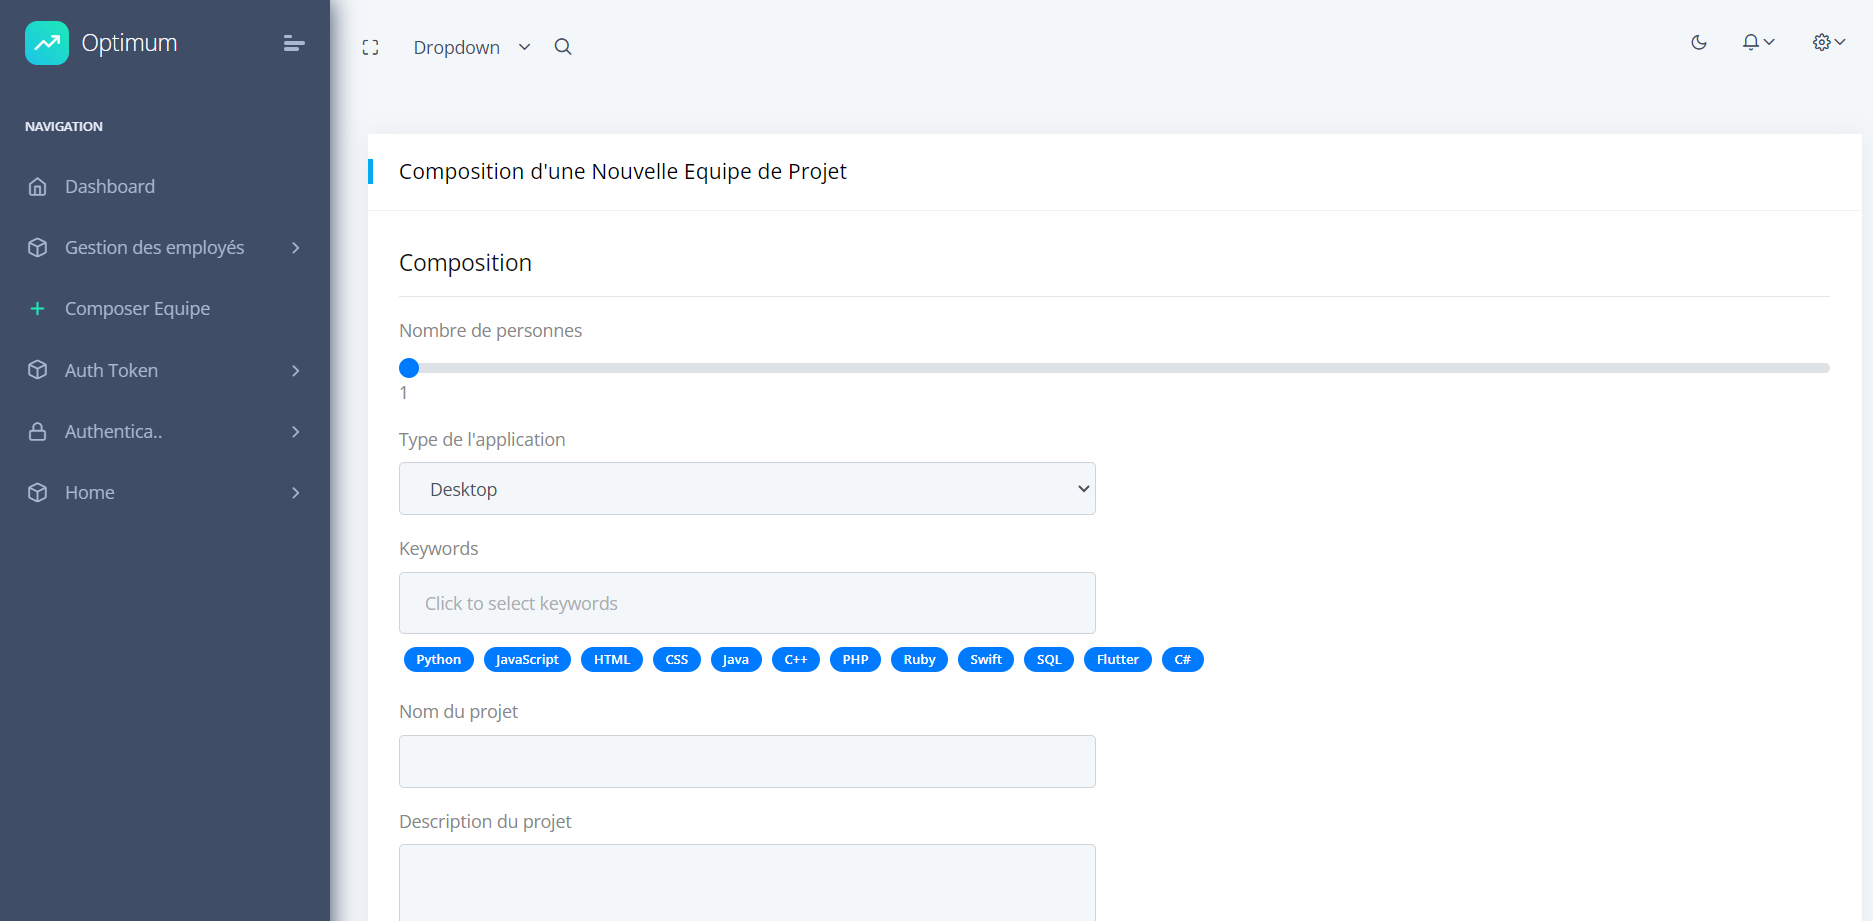 Optimum
NAVIGATION
Dashboard
Gestion des employés
Composer Equipe
Auth Token
Authentica..
Home
Dropdown
Composition d'une Nouvelle Equipe de Projet
Composition
Nombre de personnes
1
Type de l'application
Desktop
Keywords
Click to select keywords
Python JavaScript HTML CSS Java C++ PHP Ruby Swift SQL Flutter C#
Nom du projet
Description du projet